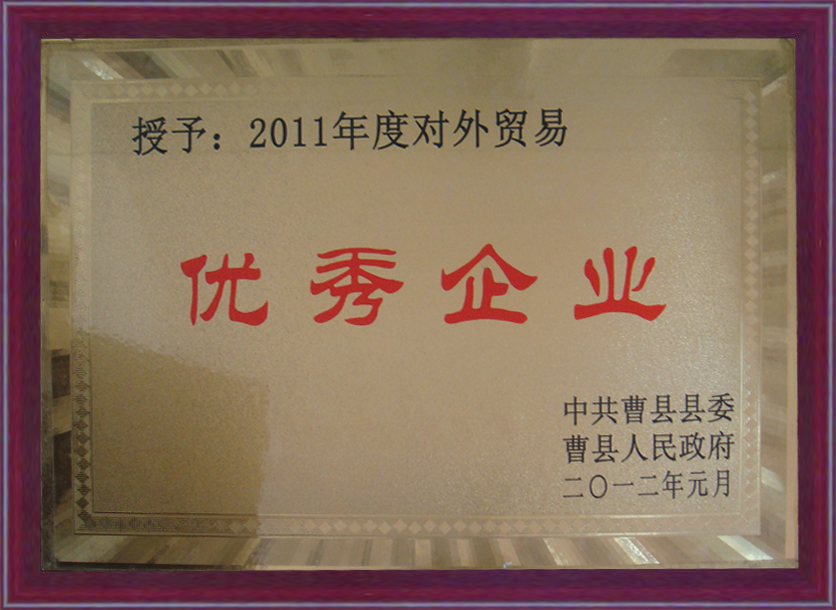 授予：2011年度对外贸易
优秀企业
中共曹县县委
曹县人民政府
二〇一二年元月